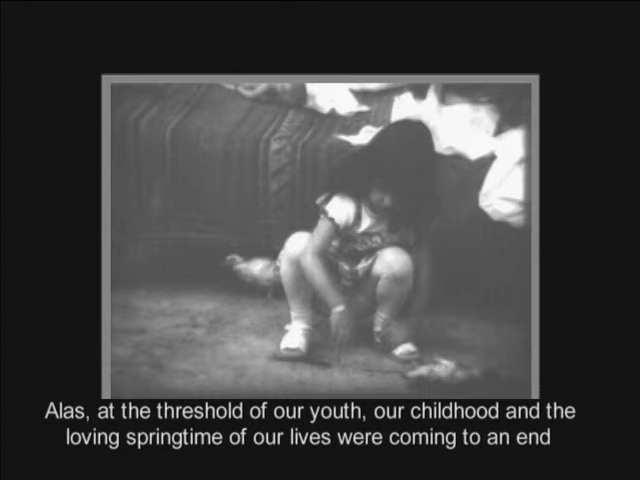 Alas, at the threshold of our youth, our childhood and the
loving springtime of our lives were coming to an end